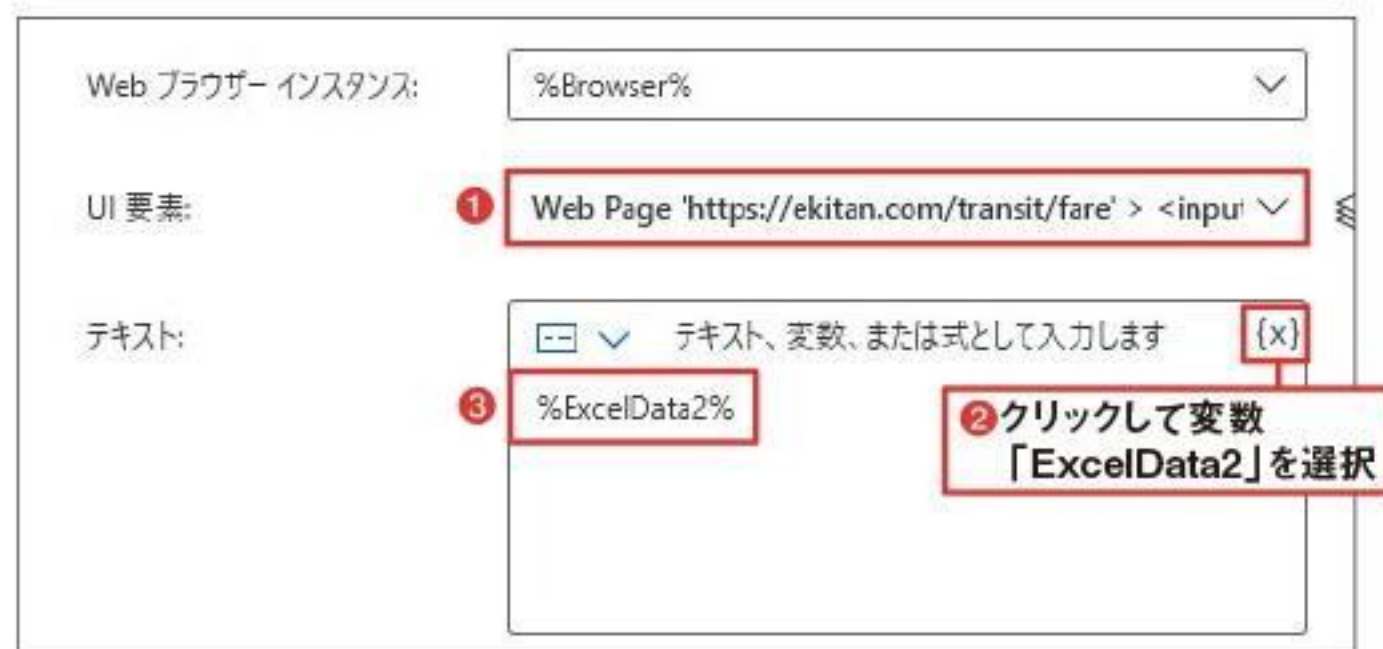 Web ブラウザー インスタンス:
%Browser%
UI 要素:
❶
Web Page 'https://ekitan.com/transit/fare' > <input
テキスト:
テキスト、変数、または式として入力します
{x}
❸
%ExcelData2%
❷クリックして変数
「ExcelData2」を選択